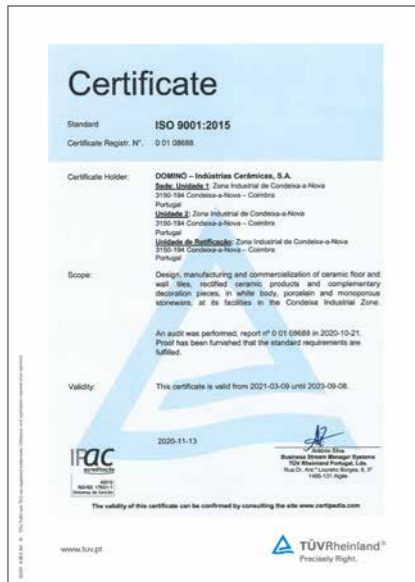 Certificate
Standard ISO 9001:2015
Certificate Registr. N°. 0 01 08688
Certificate Holder: DOMINÓ – Indústrias Cerâmicas, S.A.
Sede: Unidade 1: Zona Industrial de Condeixa-a-Nova
3150-194 Condeixa-a-Nova – Coimbra
Portugal
Unidade 2: Zona Industrial de Condeixa-a-Nova
3150-194 Condeixa-a-Nova – Coimbra
Portugal
Unidade de Retificação: Zona Industrial de Condeixa-a-Nova
3150-194 Condeixa-a-Nova – Coimbra
Portugal
Scope: Design, manufacturing and commercialization of ceramic floor and
wall tiles, rectified ceramic products and complementary
decoration pieces, in white body, porcelain and monoporous
stoneware, at its facilities in the Condeixa Industrial Zone.
An audit was performed, report nº 0 01 08688 in 2020-10-21.
Proof has been furnished that the standard requirements are
fulfilled.
Validity: This certificate is valid from 2021-03-09 until 2023-09-08.
2020-11-13
António Silva
Business Stream Manager Systems
TÜV Rheinland Portugal, Lda.
1495-131 Algés
IPAC
acreditação
The validity of this certificate can be confirmed by consulting the site www.certipedia.com
www.tuv.pt
TÜVRheinland®
Precisely Right.